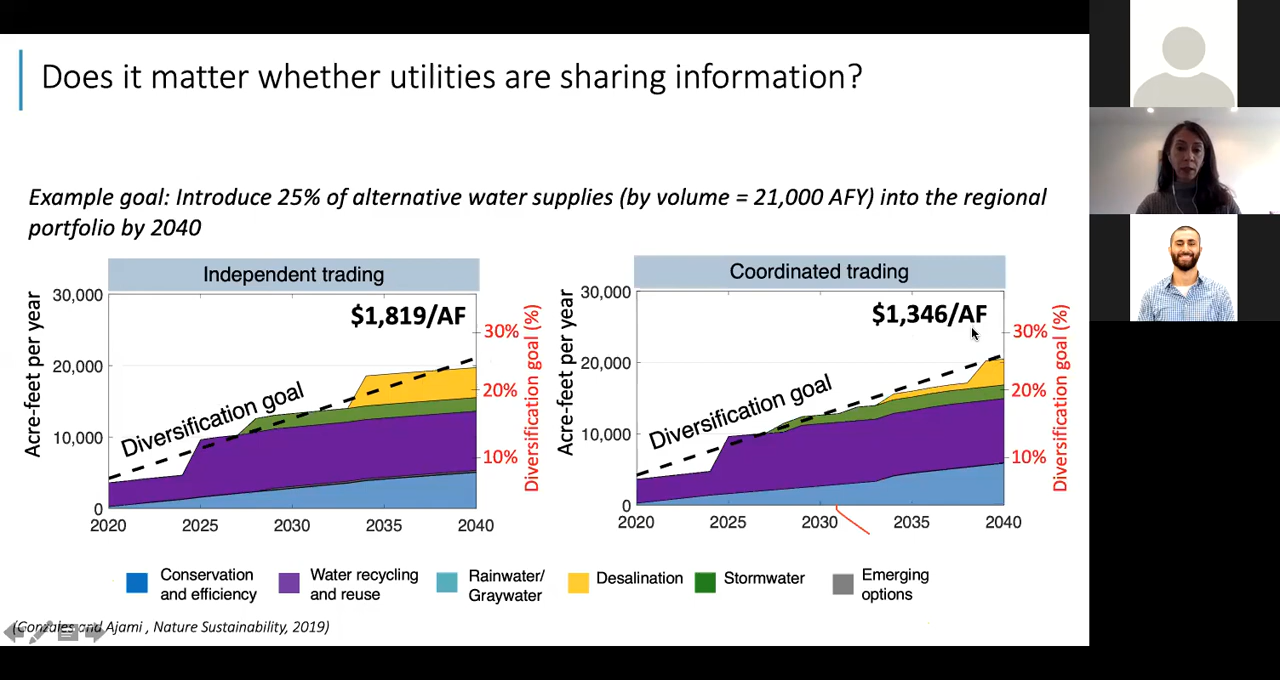 Does it matter whether utilities are sharing information?
Example goal: Introduce 25% of alternative water supplies (by volume = 21,000 AFY) into the regional
portfolio by 2040
Independent trading
Acre-feet per year
30,000
20,000
10,000
0
$1,819/AF
Diversification goal
30%
20%
10%
Diversification goal (%)
2020 2025 2030 2035 2040
Coordinated trading
Acre-feet per year
30,000
20,000
10,000
0
$1,346/AF
Diversification goal
30%
20%
10%
Diversification goal (%)
2020 2025 2030 2035 2040
Conservation
and efficiency
Water recycling
and reuse
Rainwater/
Graywater
Desalination
Stormwater
Emerging
options
(Gonzales and Ajami , Nature Sustainability, 2019)